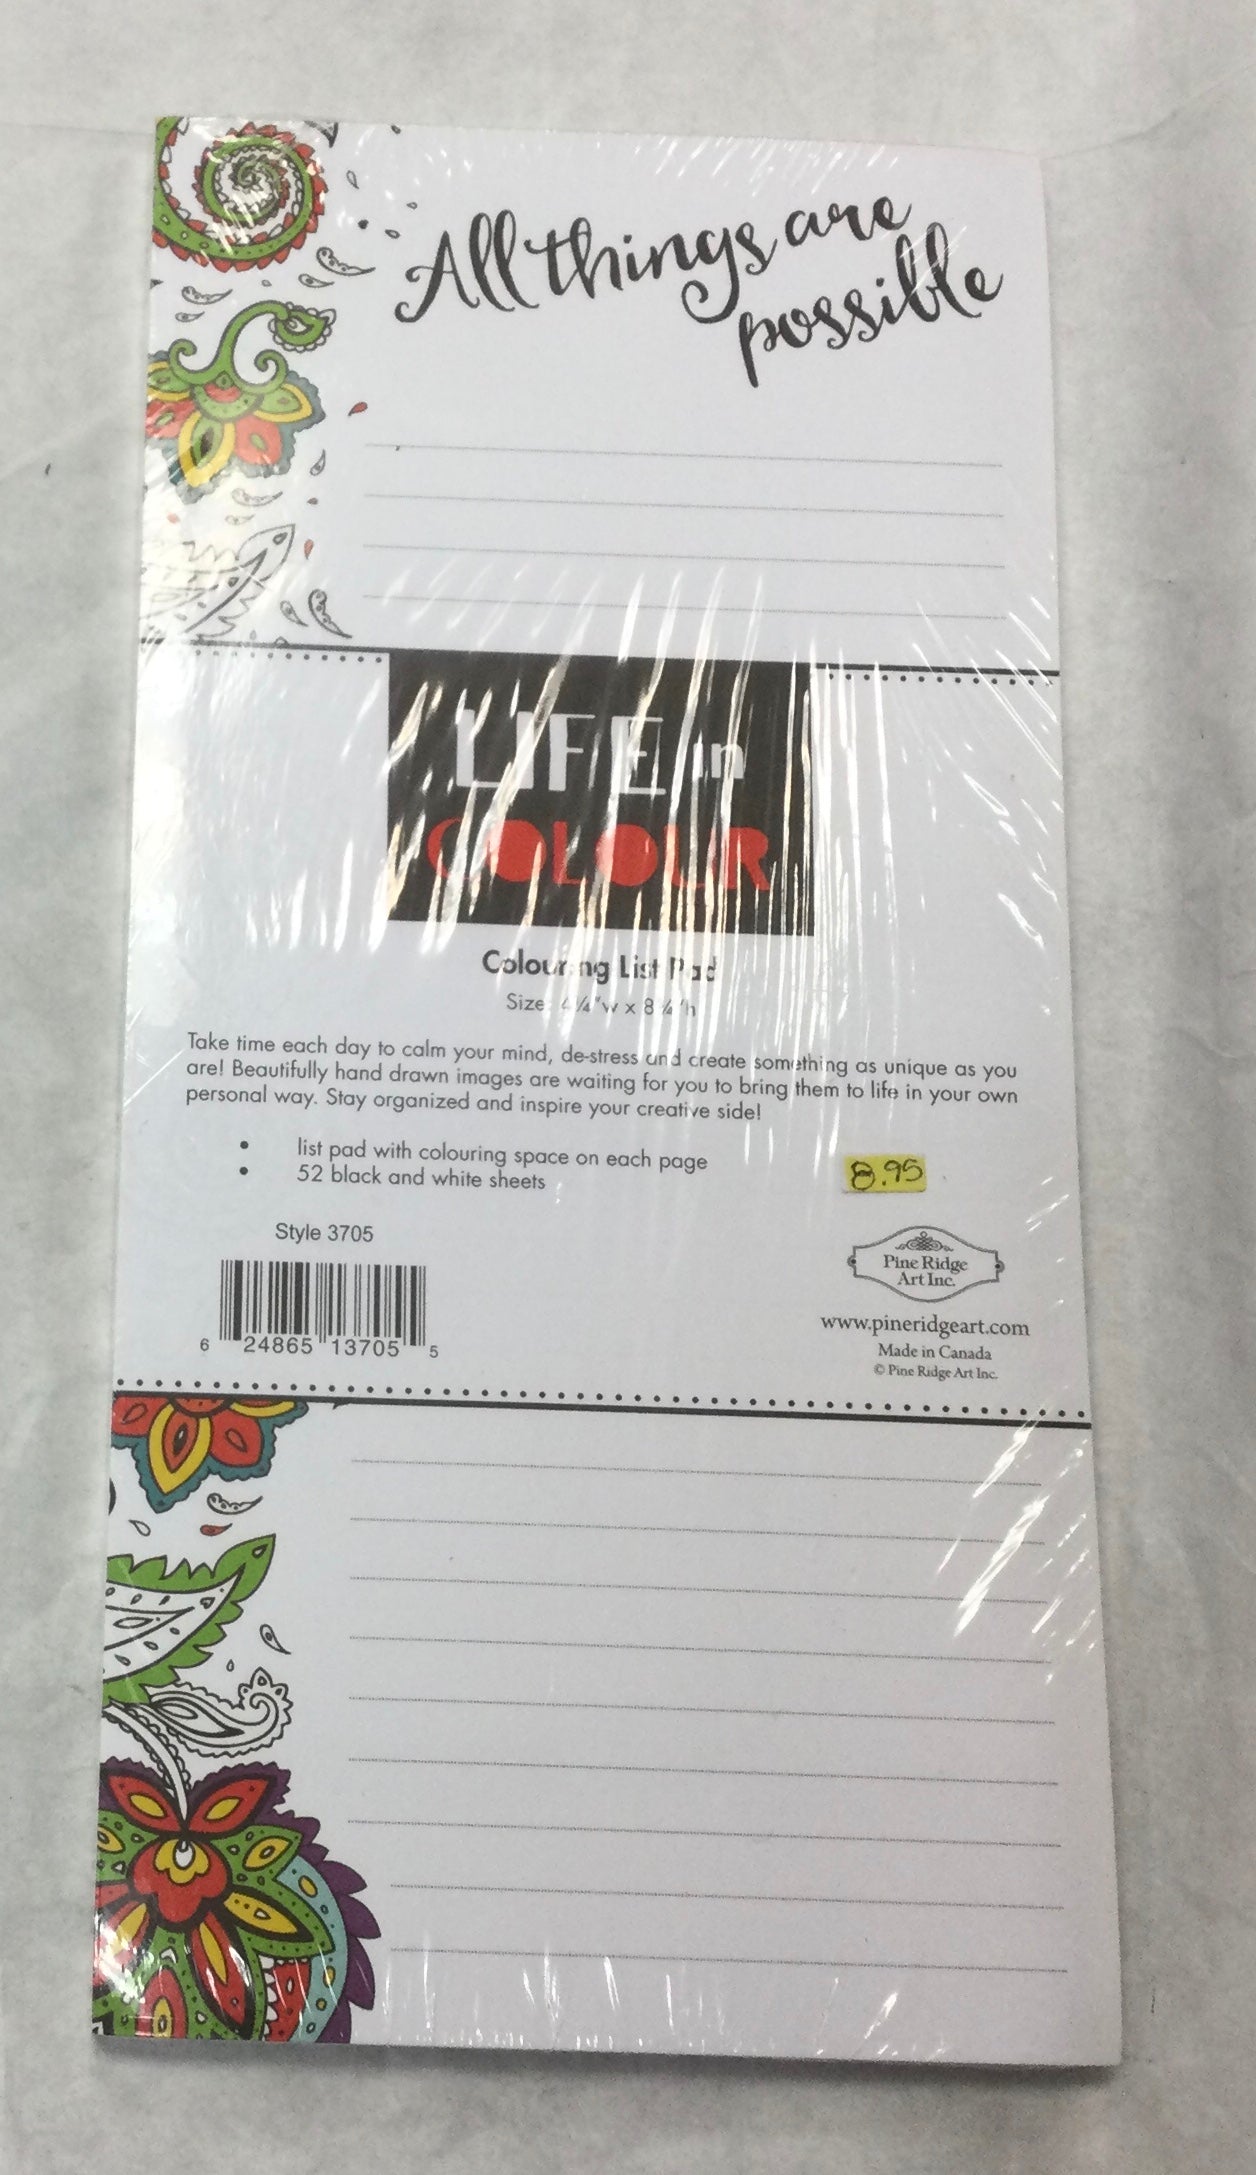 All things are
possible
LIFE in
COLOUR
Colouring List Pad
Size: 4¼"w x 8 "h
Take time each day to calm your mind, de-stress and create something as unique as you
are! Beautifully hand drawn images are waiting for you to bring them to life in your own
personal way. Stay organized and inspire your creative side!
• list pad with colouring space on each page
• 52 black and white sheets
8.95
Style 3705
6 24865 13705 5
Pine Ridge
Art Inc.
www.pineridgeart.com
Made in Canada
© Pine Ridge Art Inc.